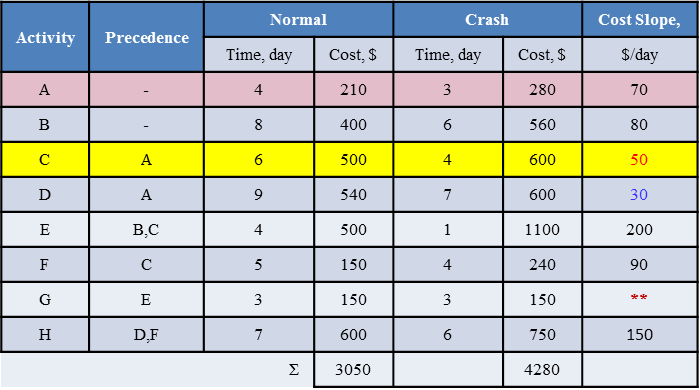 Activity Precedence Normal Crash Cost Slope,
Time, day Cost, $ Time, day Cost, $ $/day
A - 4 210 3 280 70
B - 8 400 6 560 80
C A 6 500 4 600 50
D A 9 540 7 600 30
E B,C 4 500 1 1100 200
F C 5 150 4 240 90
G E 3 150 3 150 **
H D,F 7 600 6 750 150
Σ 3050 4280